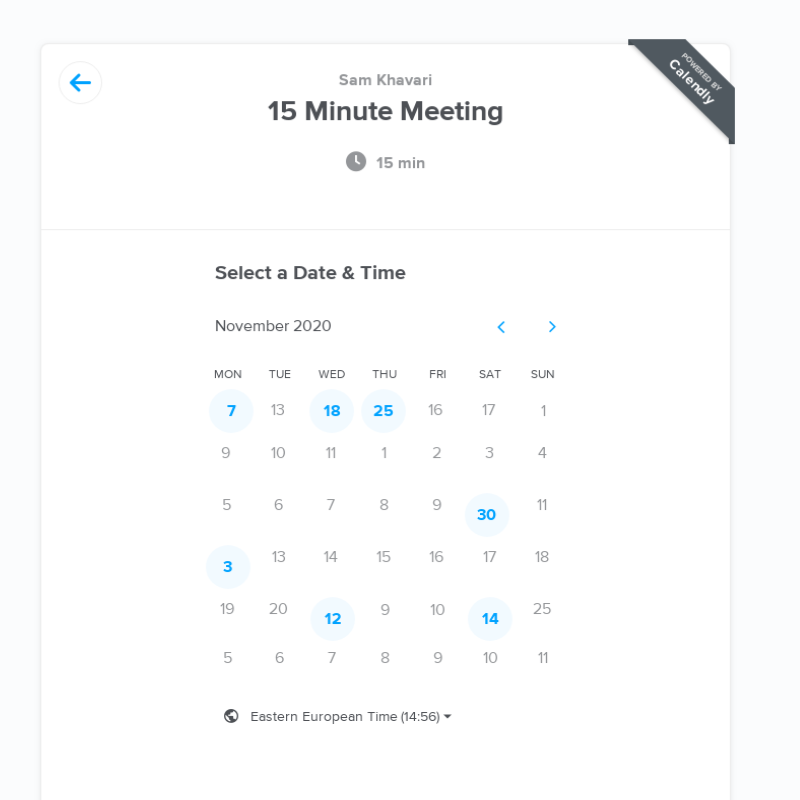 POWERED BY
Calendly
Sam Khavari
15 Minute Meeting
15 min
Select a Date & Time
November 2020
MON TUE WED THU FRI SAT SUN
7 13 18 25 16 17 1
9 10 11 1 2 3 4
5 6 7 8 9 30 11
3 13 14 15 16 17 18
19 20 12 9 10 14 25
5 6 7 8 9 10 11
Eastern European Time (14:56)